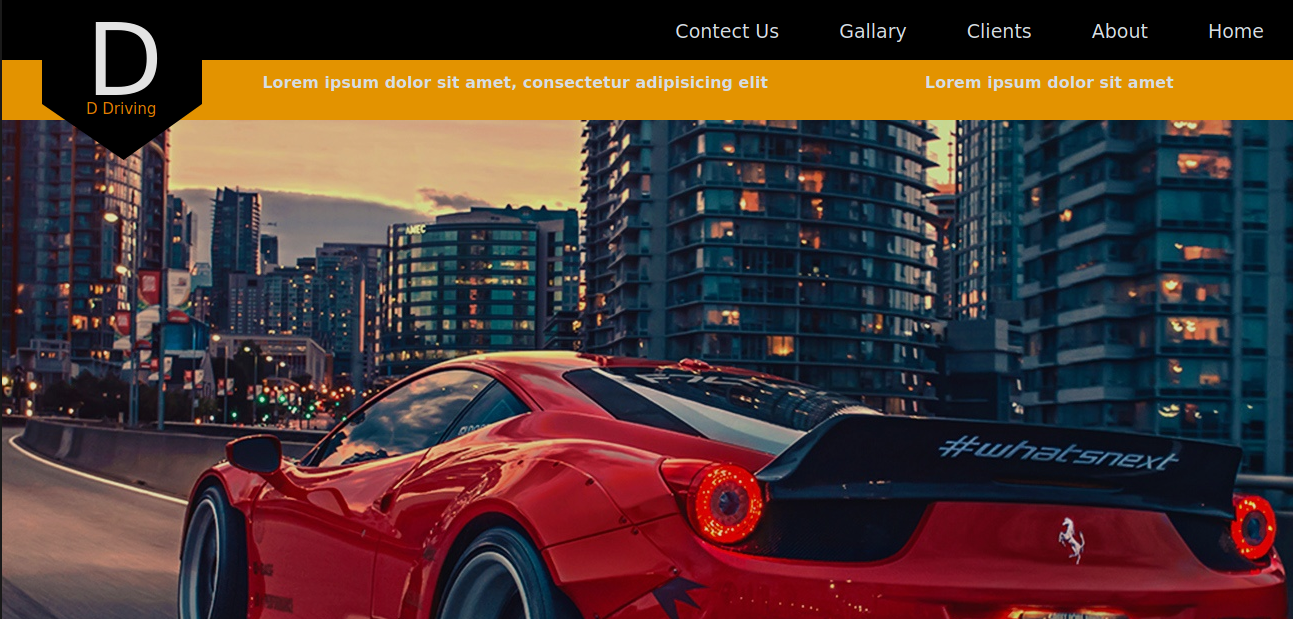 D
D Driving
Contect Us Gallary Clients About Home
Lorem ipsum dolor sit amet, consectetur adipisicing elit Lorem ipsum dolor sit amet
AMEC
#whatsnext